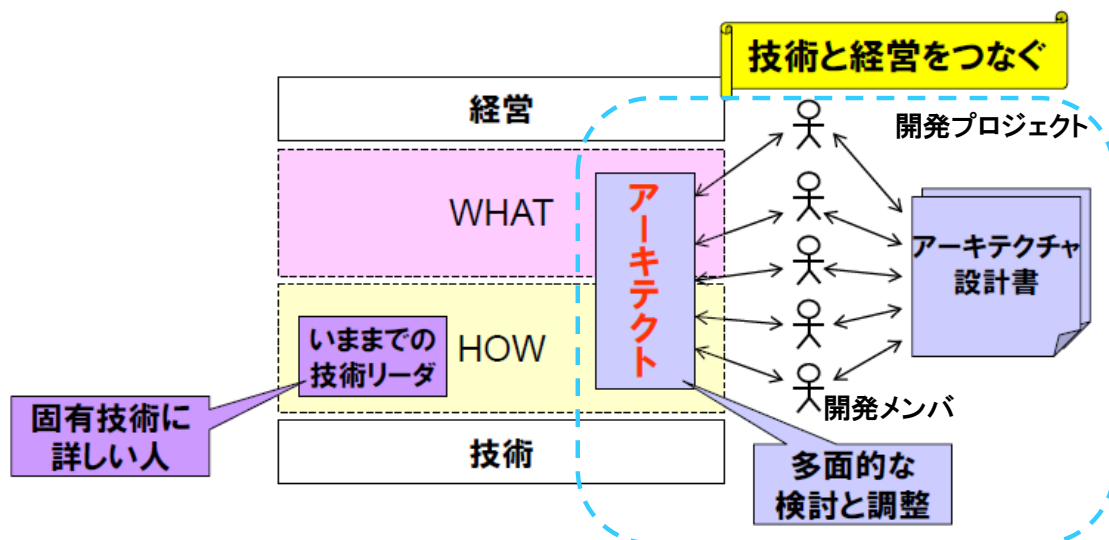 技術と経営をつなぐ
経営
開発プロジェクト
WHAT
アーキテクト
アーキテクチャ
設計書
いままでの
技術リーダ
HOW
固有技術に
詳しい人
開発メンバ
技術
多面的な
検討と調整